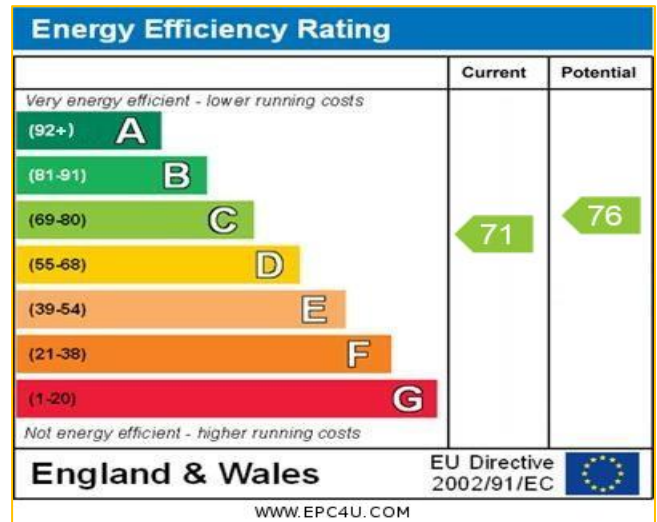 Energy Efficiency Rating
Current Potential
Very energy efficient - lower running costs
(92+) A
(81-91) B
(69-80) C
71 76
(55-68) D
(39-54) E
(21-38) F
(1-20) G
Not energy efficient - higher running costs
England & Wales
EU Directive
2002/91/EC
WWW.EPC4U.COM